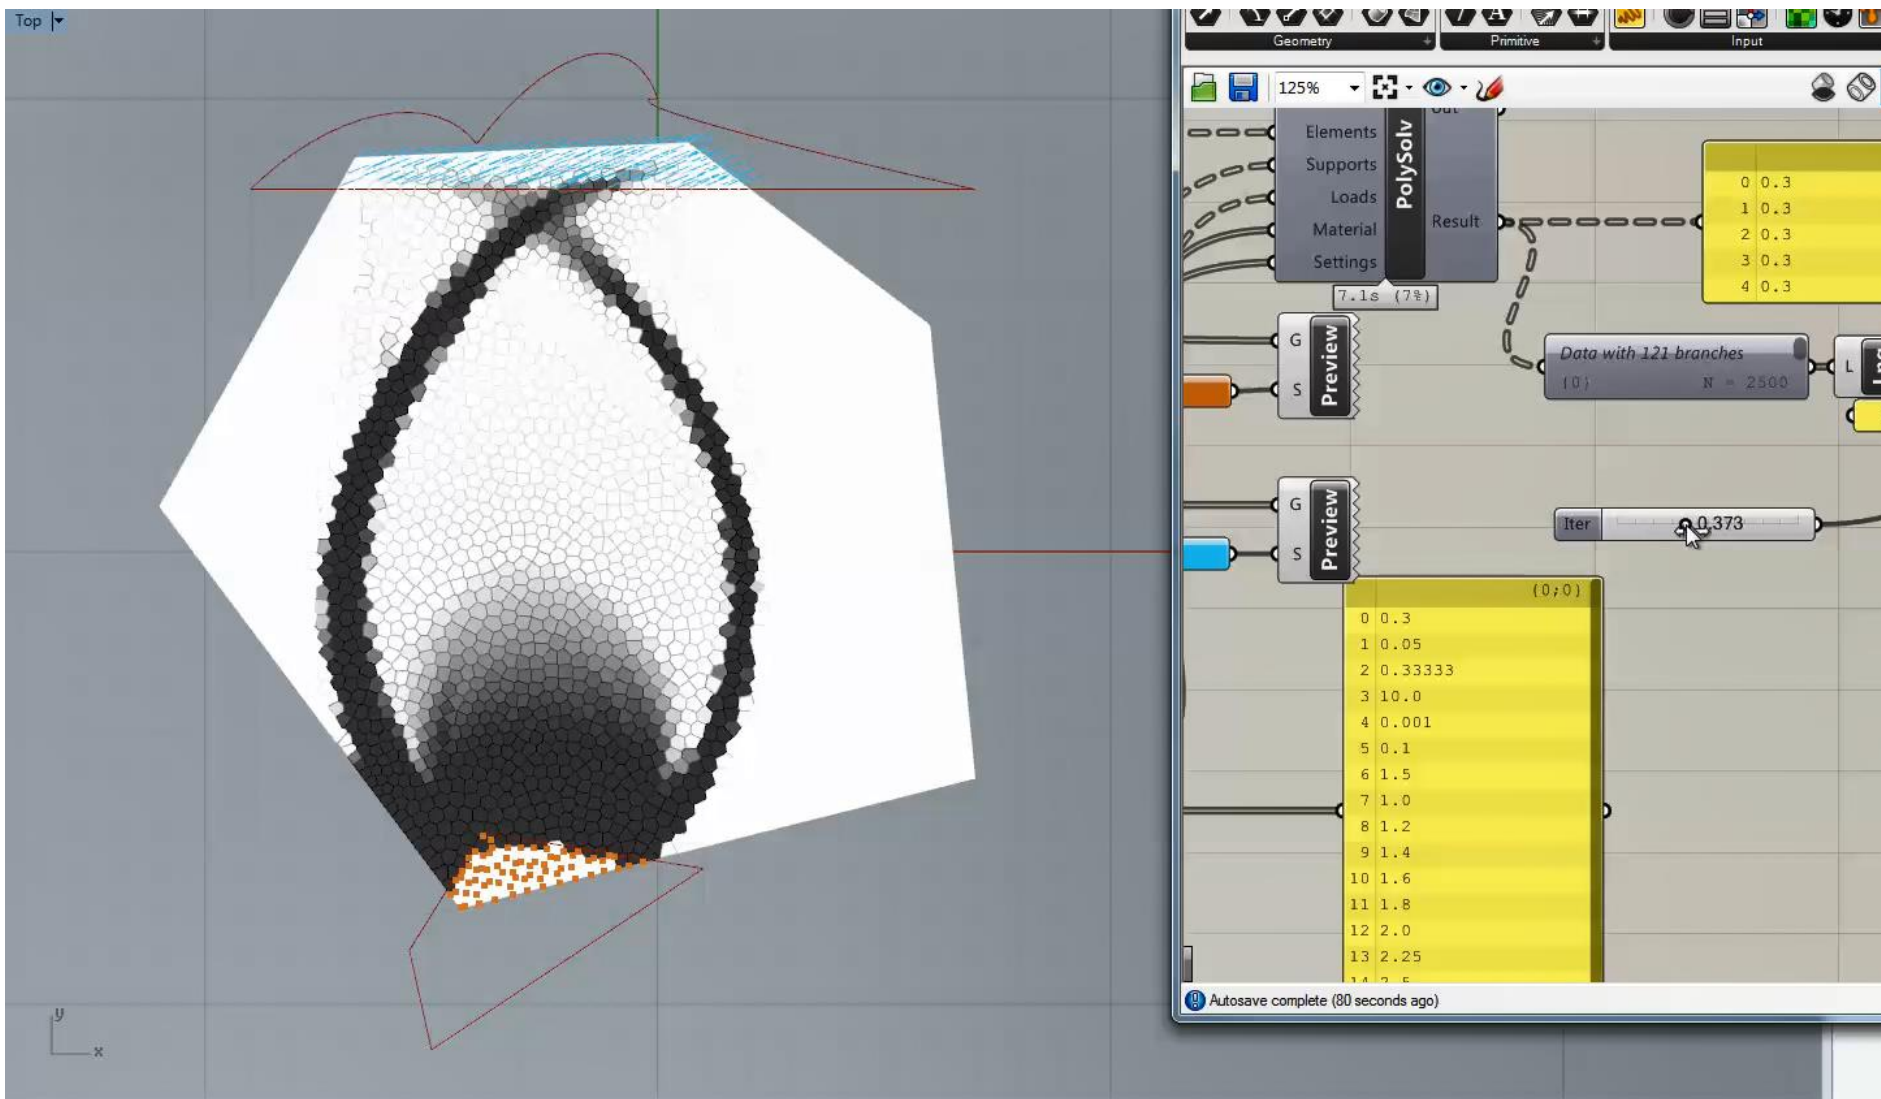 Top
Geometry
Primitive
Input
125%
Out
Elements
Supports
Loads
Material
Settings
PolySolv
Result
7.1s (7%)
0 0.3
1 0.3
2 0.3
3 0.3
4 0.3
G
S
Preview
Data with 121 branches
{0} N = 2500
L
G
S
Preview
Iter 0.373
{0;0}
0 0.3
1 0.05
2 0.33333
3 10.0
4 0.001
5 0.1
6 1.5
7 1.0
8 1.2
9 1.4
10 1.6
11 1.8
12 2.0
13 2.25
14 2.5
y
x
Autosave complete (80 seconds ago)